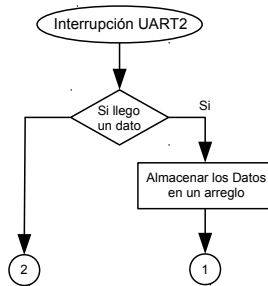 Interrupción UART2
Si llego
un dato
Si
Almacenar los Datos
en un arreglo
2
1